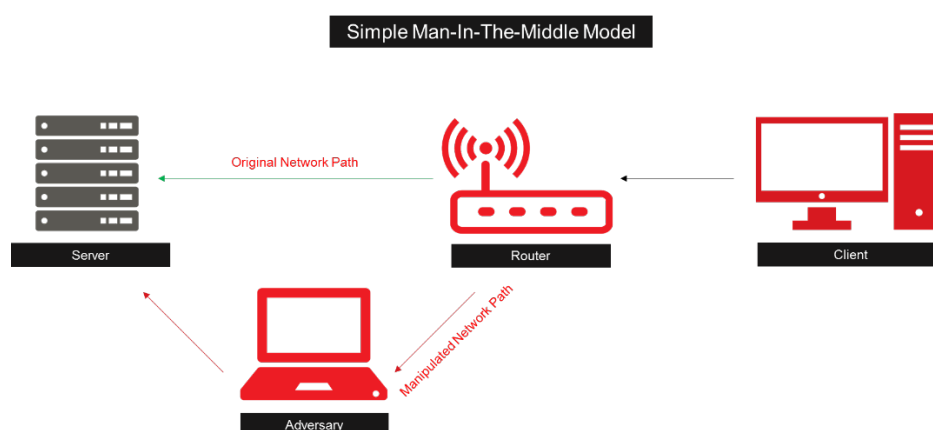 Simple Man-In-The-Middle Model
Original Network Path
Server
Router
Client
Manipulated Network Path
Adversary